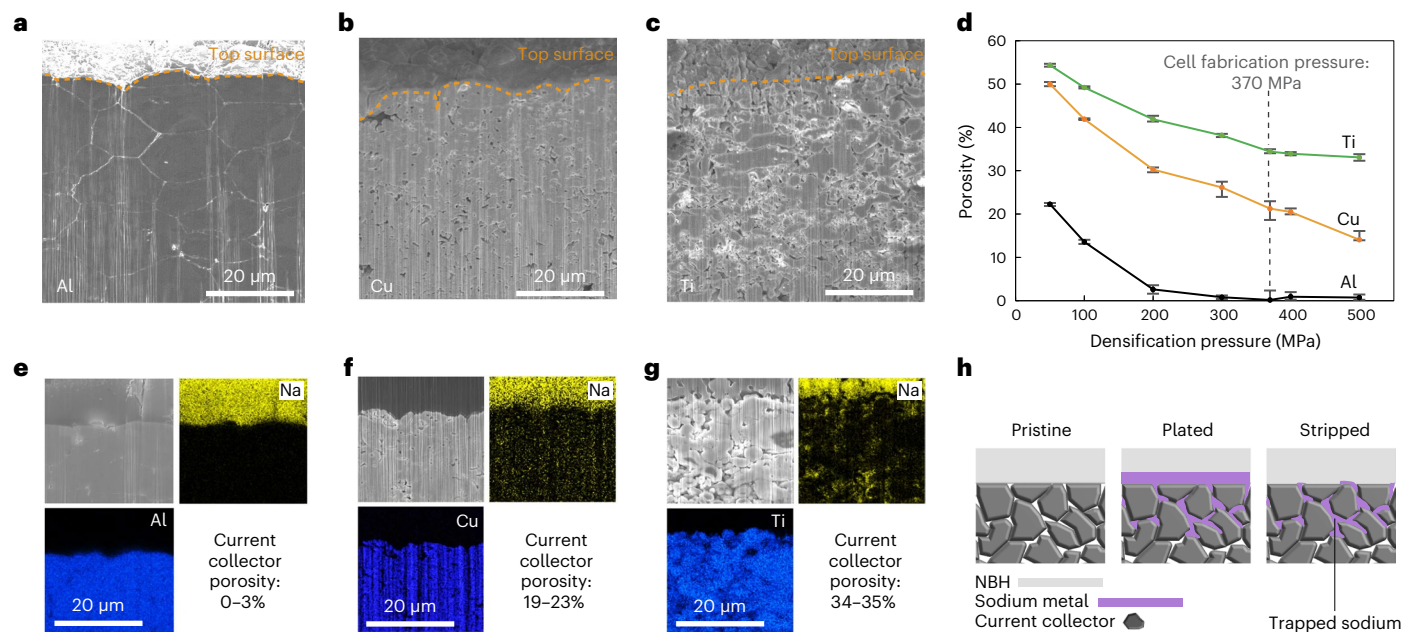 a
Top surface
Al
20 µm
b
Top surface
Cu
20 µm
c
Top surface
Ti
20 µm
d
60
50
40
30
20
10
0
Porosity (%)
0
100
200
300
400
500
Densification pressure (MPa)
Cell fabrication pressure:
370 MPa
Ti
Cu
Al
e
Na
Al
20 µm
Current
collector
porosity:
0–3%
f
Na
Cu
20 µm
Current
collector
porosity:
19–23%
g
Na
Ti
20 µm
Current
collector
porosity:
34–35%
h
Pristine
Plated
Stripped
NBH
Sodium metal
Current collector
Trapped sodium